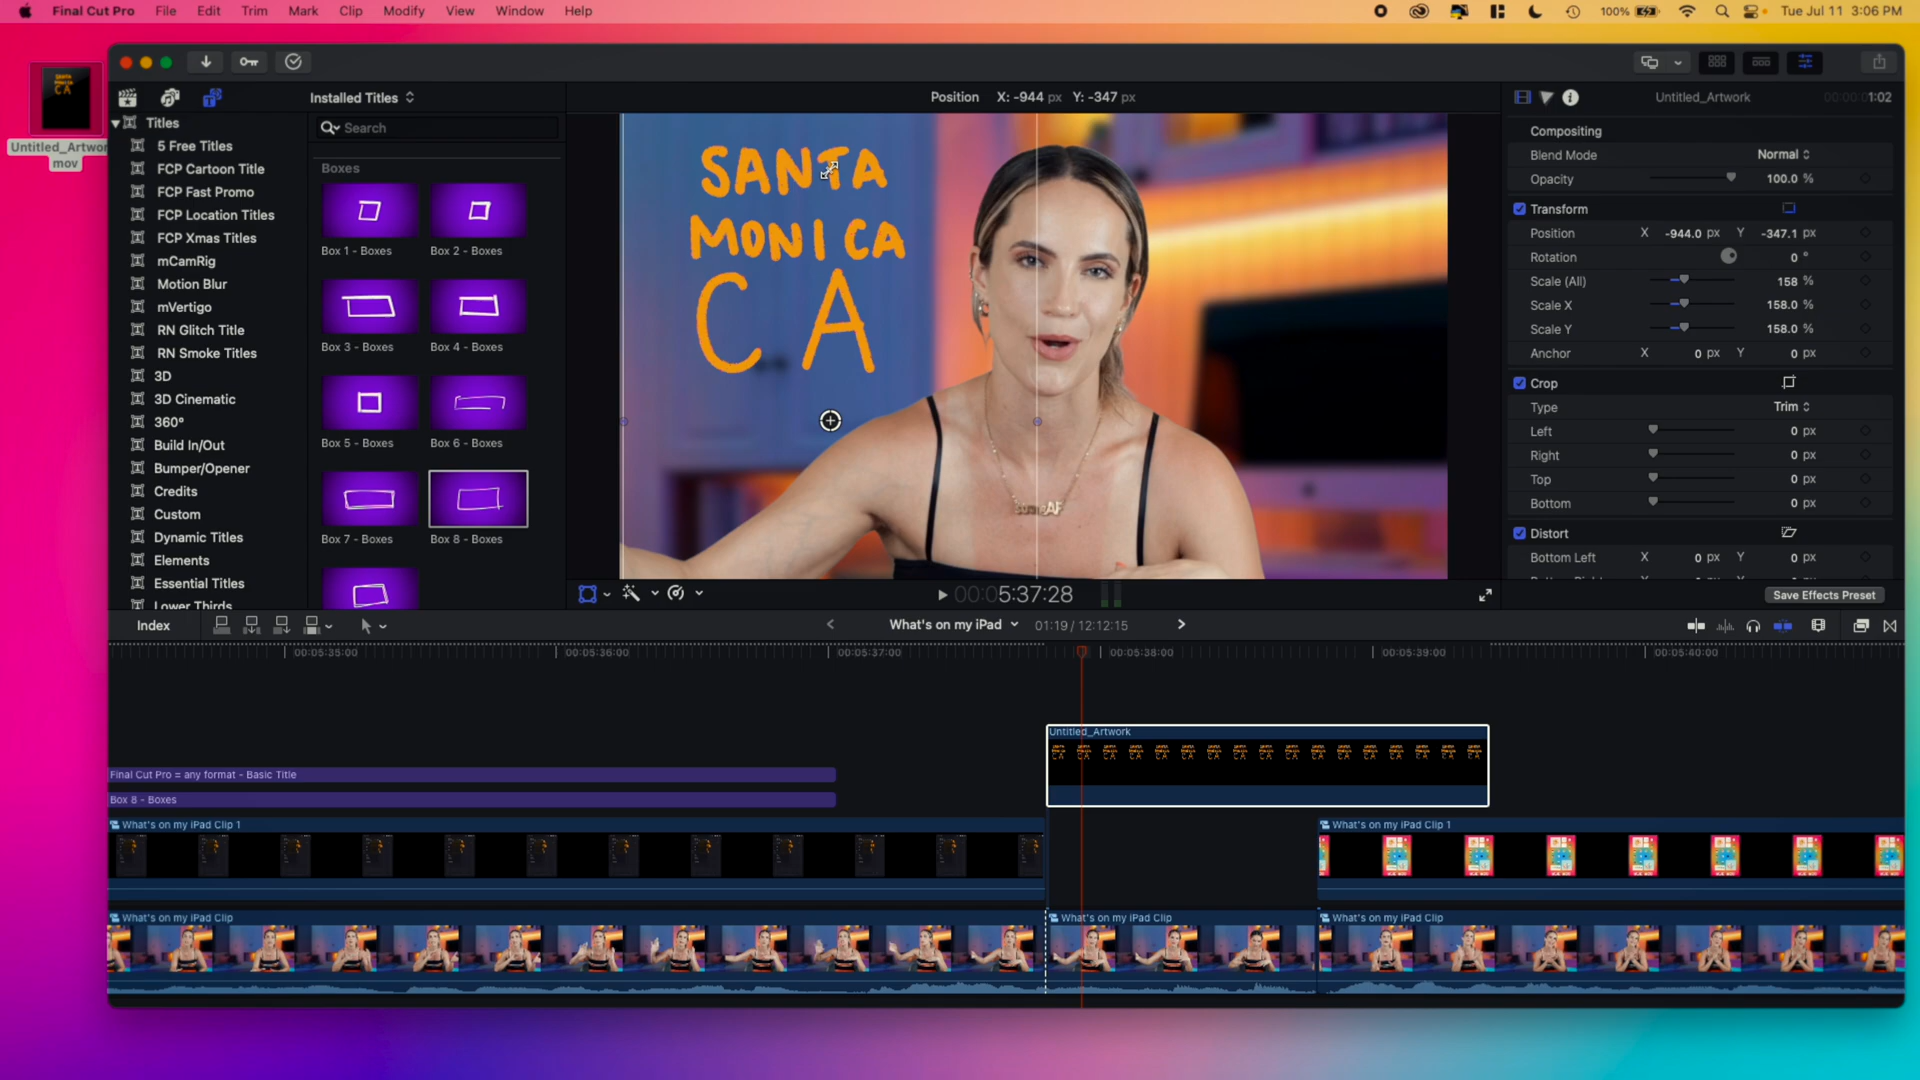 Final Cut Pro File Edit Trim Mark Clip Modify View Window Help
100% Tue Jul 11 3:06 PM
SANTA
MONICA
CA
Untitled_Artwor
mov
Installed Titles
Position X: -944 px Y: -347 px
Untitled_Artwork
1:02
Titles
5 Free Titles
FCP Cartoon Title
FCP Fast Promo
FCP Location Titles
FCP Xmas Titles
mCamRig
Motion Blur
mVertigo
RN Glitch Title
RN Smoke Titles
3D
3D Cinematic
360°
Build In/Out
Bumper/Opener
Credits
Custom
Dynamic Titles
Elements
Essential Titles
Lower Thirds
Search
Boxes
Box 1 - Boxes Box 2 - Boxes
Box 3 - Boxes Box 4 - Boxes
Box 5 - Boxes Box 6 - Boxes
Box 7 - Boxes Box 8 - Boxes
SANTA
MONICA
CA
Compositing
Blend Mode Normal
Opacity 100.0 %
Transform
Position X -944.0 px Y -347.1 px
Rotation 0 °
Scale (All) 158 %
Scale X 158.0 %
Scale Y 158.0 %
Anchor X 0 px Y 0 px
Crop
Type Trim
Left 0 px
Right 0 px
Top 0 px
Bottom 0 px
Distort
Bottom Left X 0 px Y 0 px
Save Effects Preset
00:05:37:28
Index
What's on my iPad 01:19 / 12:12:15
00:05:35:00 00:05:36:00 00:05:37:00 00:05:38:00 00:05:39:00 00:05:40:00
Untitled_Artwork
Final Cut Pro = any format - Basic Title
Box 8 - Boxes
What's on my iPad Clip 1 What's on my iPad Clip 1
What's on my iPad Clip What's on my iPad Clip What's on my iPad Clip